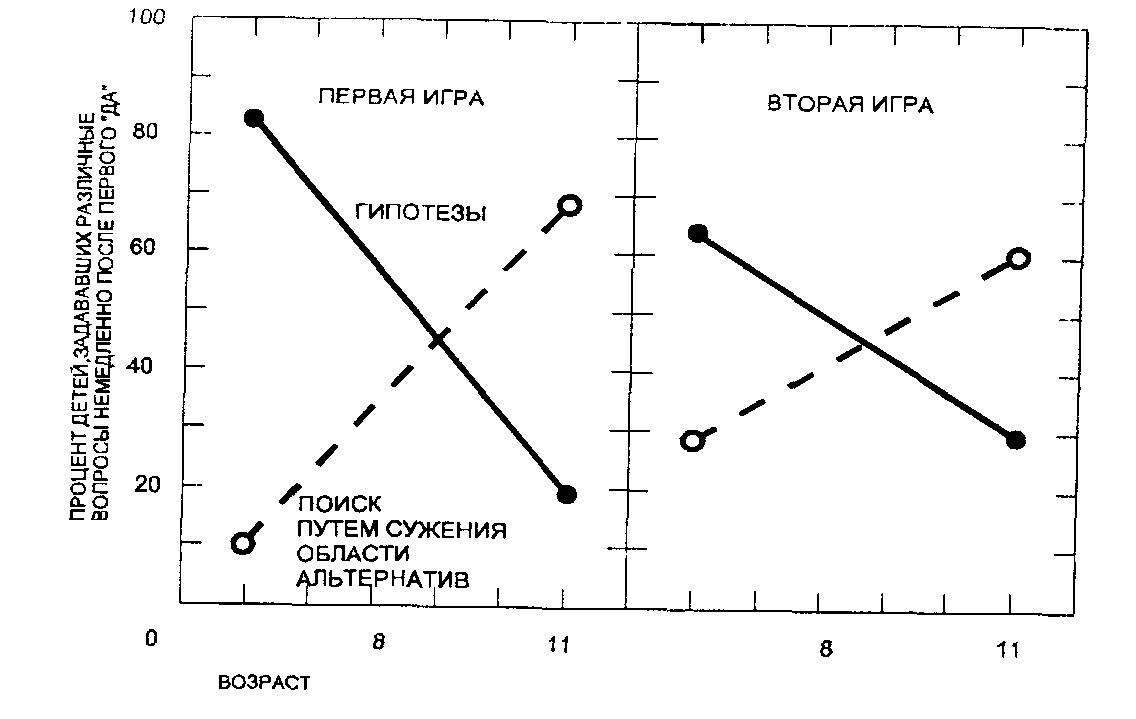 100
80
60
40
20
0
ПРОЦЕНТ ДЕТЕЙ,ЗАДАВАВШИХ РАЗЛИЧНЫЕ
ВОПРОСЫ НЕМЕДЛЕННО ПОСЛЕ ПЕРВОГО "ДА"
ПЕРВАЯ ИГРА
ВТОРАЯ ИГРА
ГИПОТЕЗЫ
ПОИСК
ПУТЕМ СУЖЕНИЯ
ОБЛАСТИ
АЛЬТЕРНАТИВ
8 11
8 11
ВОЗРАСТ